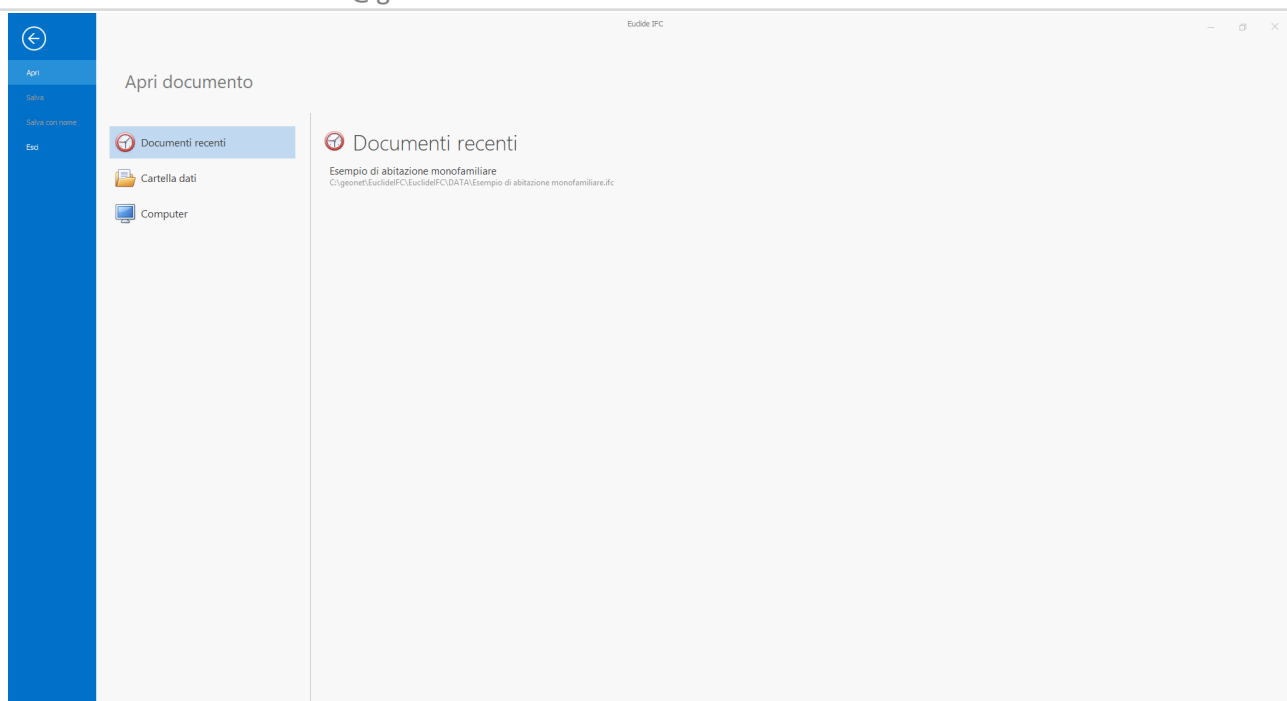 Euclide IFC
Apri
Salva
Salva con nome
Esci
Apri documento
Documenti recenti
Cartella dati
Computer
Documenti recenti
Esempio di abitazione monofamiliare
C:\geonet\EuclideIFC\EuclideIFC\DATA\Esempio di abitazione monofamiliare.ifc